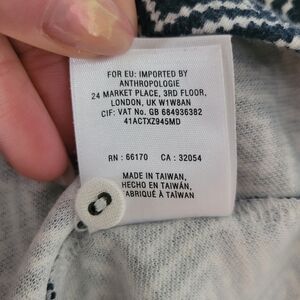 FOR EU: IMPORTED BY
ANTHROPOLOGIE
24 MARKET PLACE, 3RD FLOOR,
LONDON, UK W1W8AN
CIF: VAT No. GB 684936382
41ACTXZ945MD
RN : 66170 CA : 32054
MADE IN TAIWAN,
HECHO EN TAIWÁN,
FABRIQUÉ À TAÏWAN